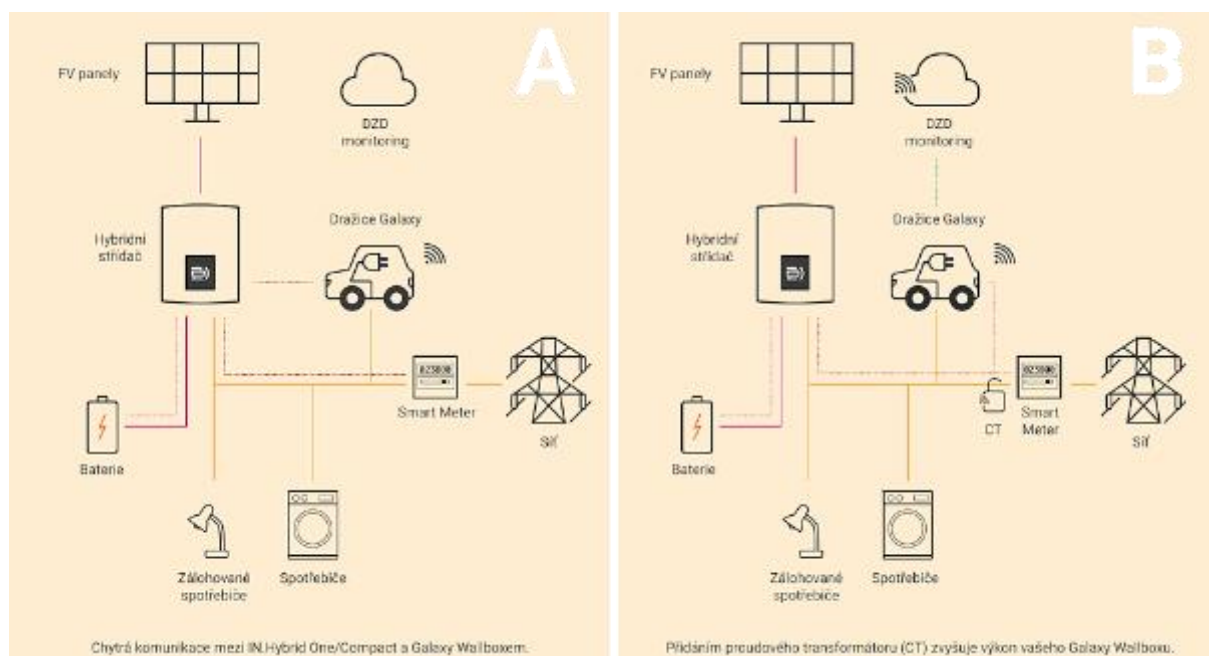 A
FV panely
DZD
monitoring
Hybridní
střídač
Dražice Galaxy
023800
Smart Meter
Síť
Baterie
Zálohované
spotřebiče
Spotřebiče
Chytrá komunikace mezi IN.Hybrid One/Compact a Galaxy Wallboxem.
B
FV panely
DZD
monitoring
Hybridní
střídač
Dražice Galaxy
023800
CT
Smart
Meter
Síť
Baterie
Zálohované
spotřebiče
Spotřebiče
Přidáním proudového transformátoru (CT) zvyšuje výkon vašeho Galaxy Wallboxu.